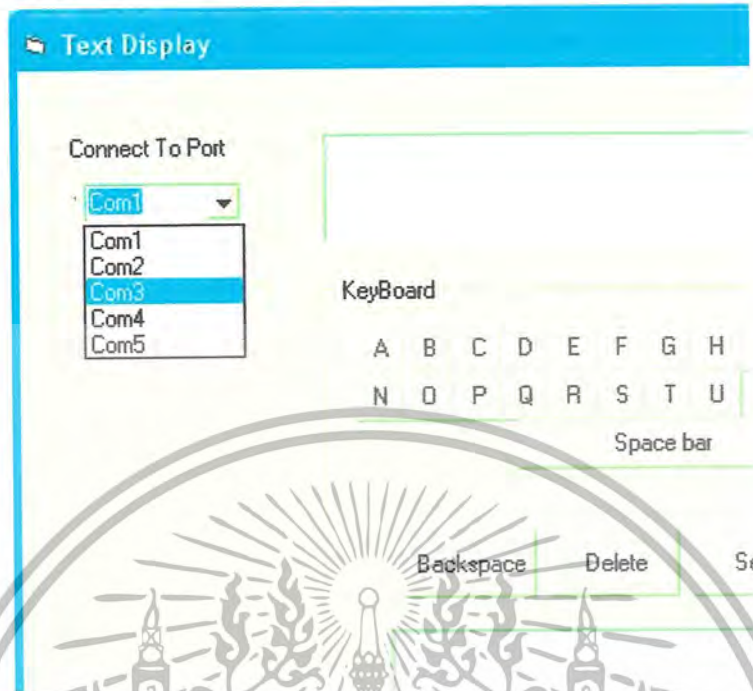 Text Display
Connect To Port
Com1
Com1
Com2
Com3
Com4
Com5
KeyBoard
A B C D E F G H
N O P Q R S T U
Space bar
Backspace Delete